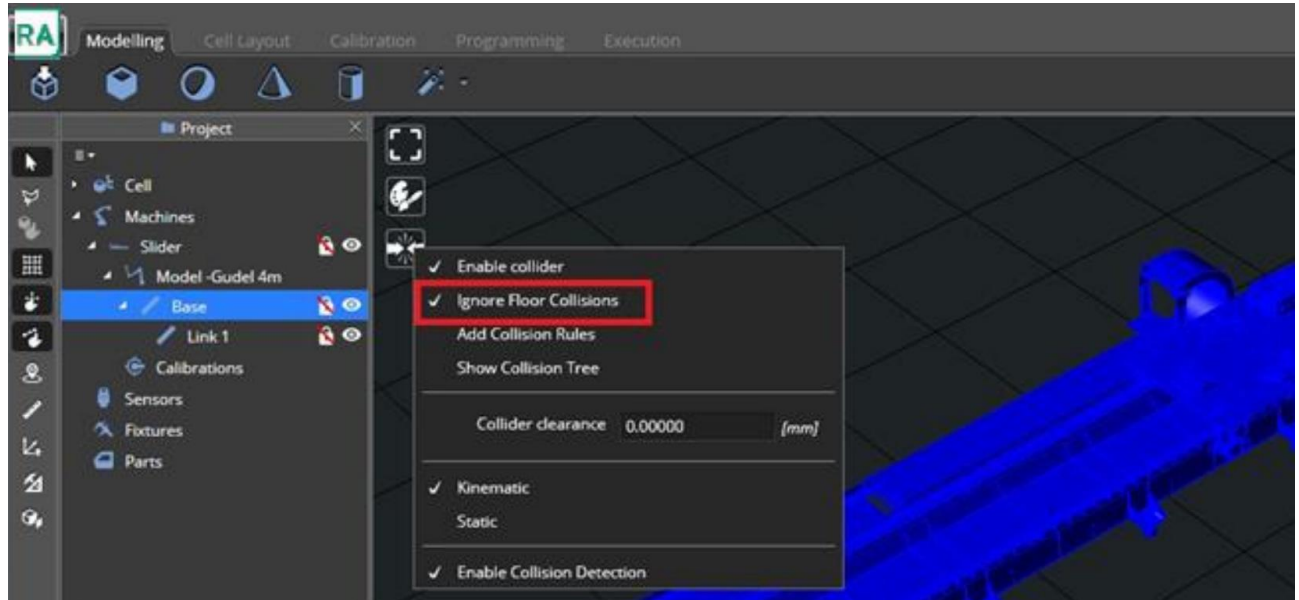 RA
Modelling Cell Layout Calibration Programming Execution
Project
Cell
Machines
Slider
Model -Gudel 4m
Base
Link 1
Calibrations
Sensors
Fixtures
Parts
Enable collider
Ignore Floor Collisions
Add Collision Rules
Show Collision Tree
Collider clearance 0.00000 [mm]
Kinematic
Static
Enable Collision Detection